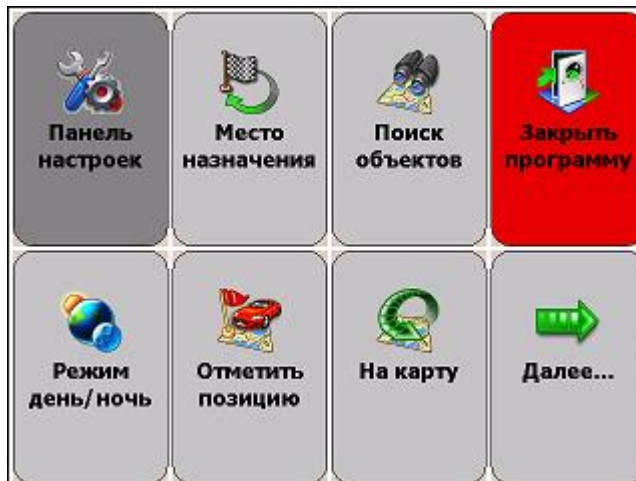 Панель
настроек
Место
назначения
Поиск
объектов
Закрыть
программу
Режим
день/ночь
Отметить
позицию
На карту
Далее...